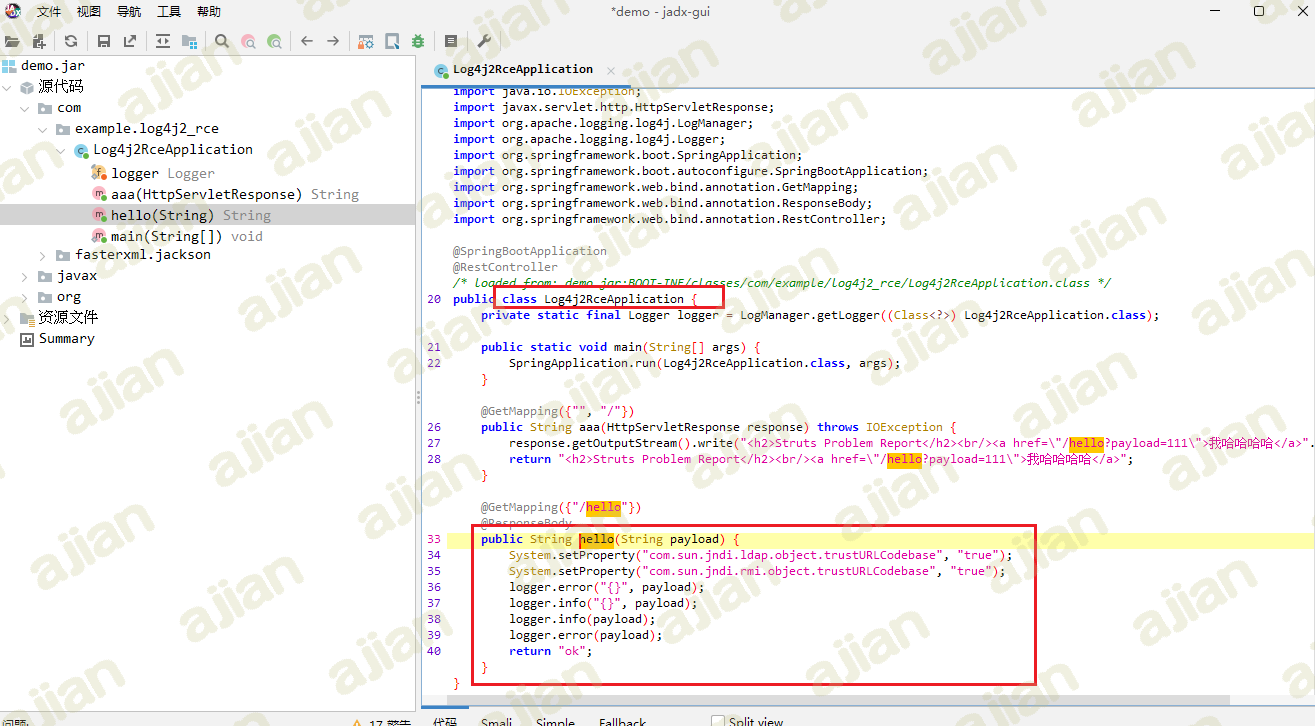 文件 视图 导航 工具 帮助
*demo - jadx-gui
demo.jar
源代码
com
example.log4j2_rce
Log4j2RceApplication
logger Logger
aaa(HttpServletResponse) String
hello(String) String
main(String[]) void
fasterxml.jackson
javax
org
资源文件
Summary
Log4j2RceApplication
import java.io.IOException;
import javax.servlet.http.HttpServletResponse;
import org.apache.logging.log4j.LogManager;
import org.apache.logging.log4j.Logger;
import org.springframework.boot.SpringApplication;
import org.springframework.boot.autoconfigure.SpringBootApplication;
import org.springframework.web.bind.annotation.GetMapping;
import org.springframework.web.bind.annotation.ResponseBody;
import org.springframework.web.bind.annotation.RestController;
@SpringBootApplication
@RestController
/* loaded from: demo.jar:BOOT-INF/classes/com/example/log4j2_rce/Log4j2RceApplication.class */
20 public class Log4j2RceApplication {
private static final Logger logger = LogManager.getLogger((Class<?>) Log4j2RceApplication.class);
21 public static void main(String[] args) {
22 SpringApplication.run(Log4j2RceApplication.class, args);
}
@GetMapping({"", "/"})
26 public String aaa(HttpServletResponse response) throws IOException {
27 response.getOutputStream().write("<h2>Struts Problem Report</h2><br/><a href=\"/hello?payload=111\">我哈哈哈哈</a>".
28 return "<h2>Struts Problem Report</h2><br/><a href=\"/hello?payload=111\">我哈哈哈哈</a>";
}
@GetMapping({"/hello"})
@ResponseBody
33 public String hello(String payload) {
34 System.setProperty("com.sun.jndi.ldap.object.trustURLCodebase", "true");
35 System.setProperty("com.sun.jndi.rmi.object.trustURLCodebase", "true");
36 logger.error("{}", payload);
37 logger.info("{}", payload);
38 logger.info(payload);
39 logger.error(payload);
40 return "ok";
}
}
问题: 17 警告
代码 Smali Simple Fallback Split view
ajian